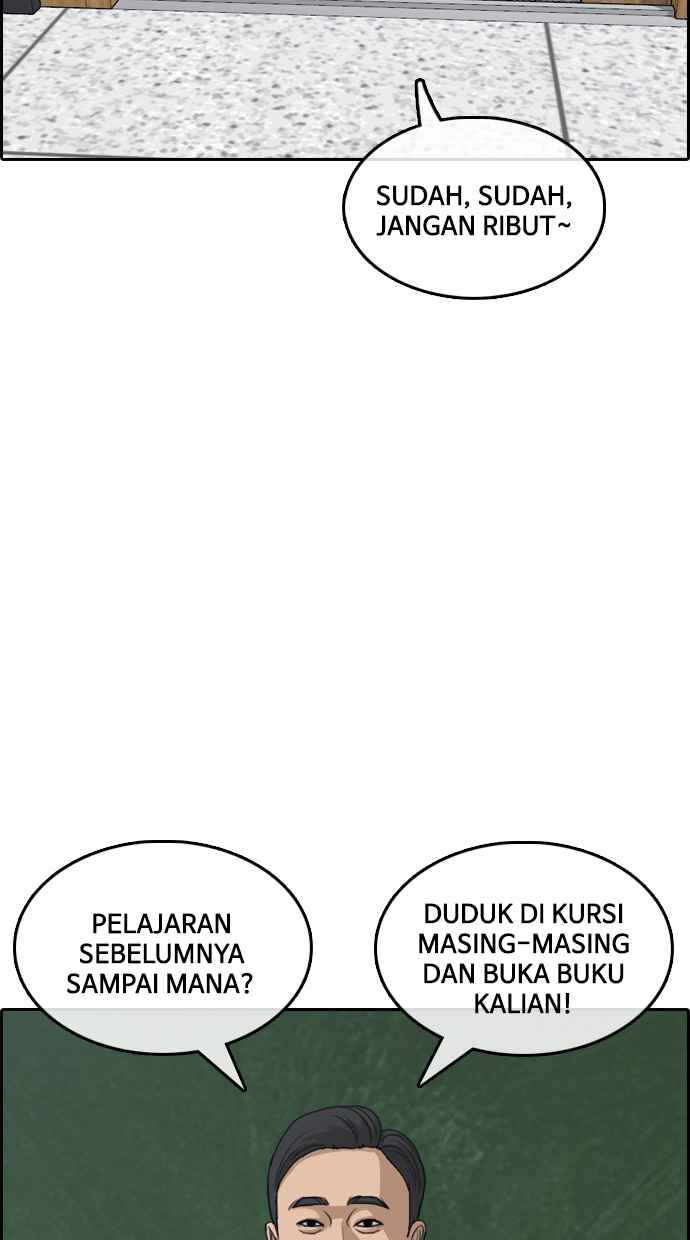 SUDAH, SUDAH,
JANGAN RIBUT~
PELAJARAN
SEBELUMNYA
SAMPAI MANA?
DUDUK DI KURSI
MASING-MASING
DAN BUKA BUKU
KALIAN!